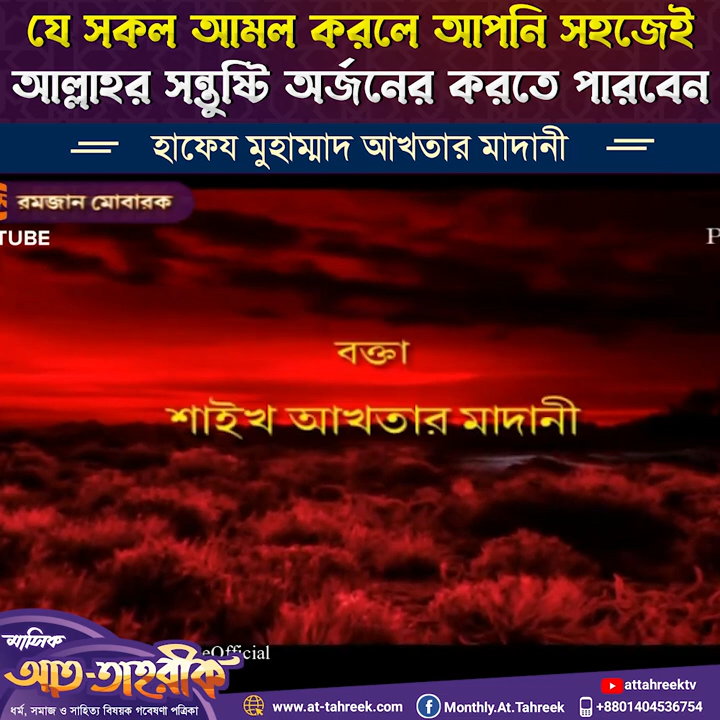 যে সকল আমল করলে আপনি সহজেই
আল্লাহর সন্তুষ্টি অর্জনের করতে পারবেন
হাফেয মুহাম্মাদ আখতার মাদানী
রমজান মোবারক
TUBE
P
বক্তা
শাইখ আখতার মাদানী
eOfficial
মাসিক
আত-তাহরীক
ধর্ম, সমাজ ও সাহিত্য বিষয়ক গবেষণা পত্রিকা
www.at-tahreek.com
Monthly.At.Tahreek
attahreektv
+8801404536754